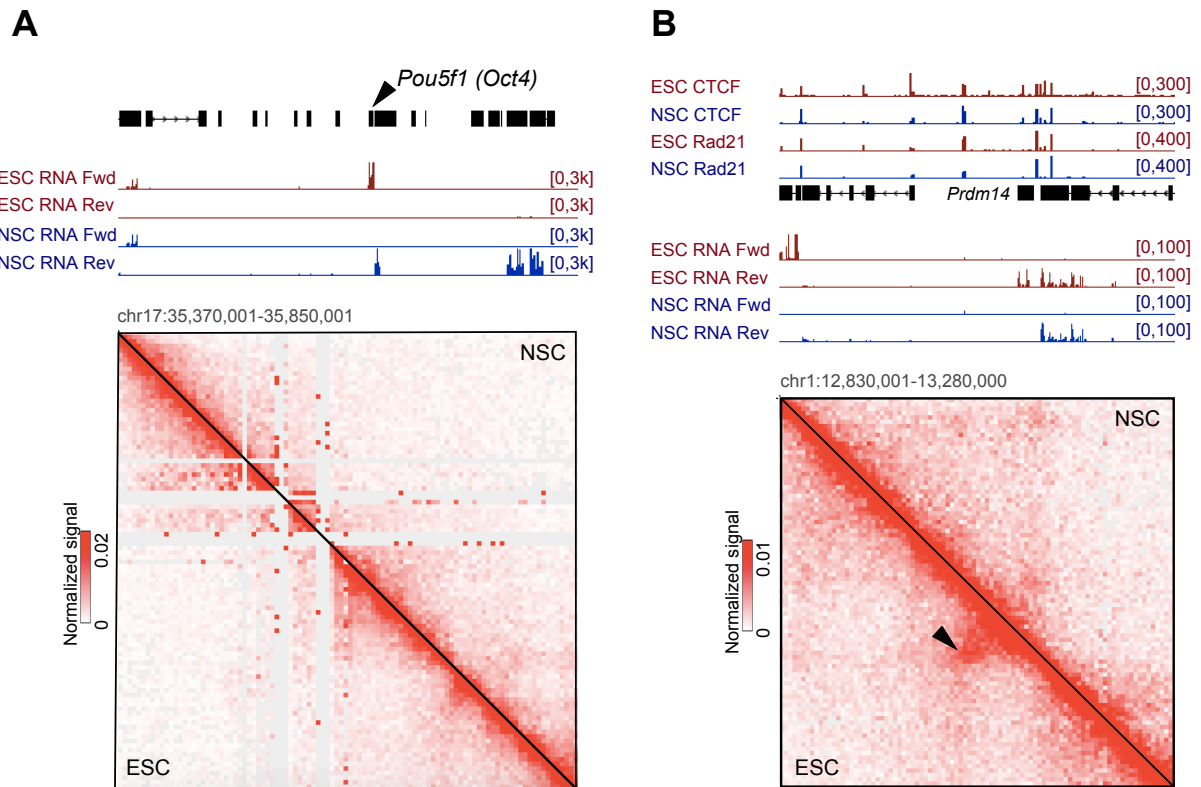 A
Pou5f1 (Oct4)
ESC RNA Fwd [0,3k]
ESC RNA Rev [0,3k]
NSC RNA Fwd [0,3k]
NSC RNA Rev [0,3k]
chr17:35,370,001-35,850,001
NSC
ESC
Normalized signal
0.02
0
B
ESC CTCF [0,300]
NSC CTCF [0,300]
ESC Rad21 [0,400]
NSC Rad21 [0,400]
Prdm14
ESC RNA Fwd [0,100]
ESC RNA Rev [0,100]
NSC RNA Fwd [0,100]
NSC RNA Rev [0,100]
chr1:12,830,001-13,280,000
NSC
ESC
Normalized signal
0.01
0